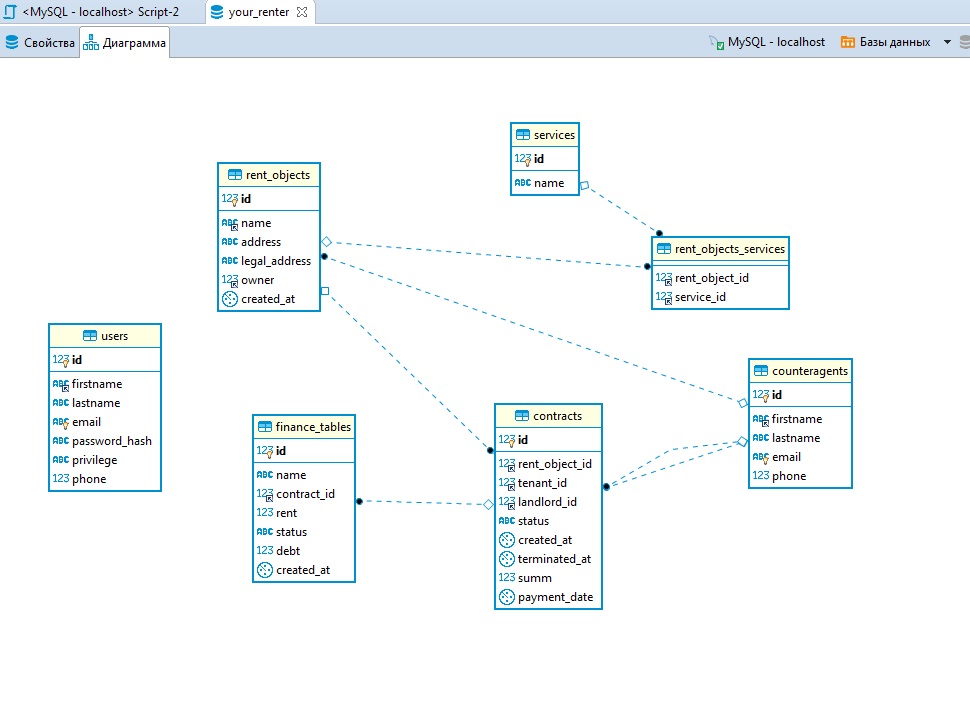 <MySQL - localhost> Script-2
your_renter
Свойства
Диаграмма
MySQL - localhost
Базы данных
services
123 id
ABC name
rent_objects
123 id
ABC name
ABC address
ABC legal_address
123 owner
created_at
rent_objects_services
123 rent_object_id
123 service_id
users
123 id
ABC firstname
ABC lastname
ABC email
ABC password_hash
ABC privilege
123 phone
counteragents
123 id
ABC firstname
ABC lastname
ABC email
123 phone
finance_tables
123 id
ABC name
123 contract_id
123 rent
ABC status
123 debt
created_at
contracts
123 id
123 rent_object_id
123 tenant_id
123 landlord_id
ABC status
created_at
terminated_at
123 summ
payment_date